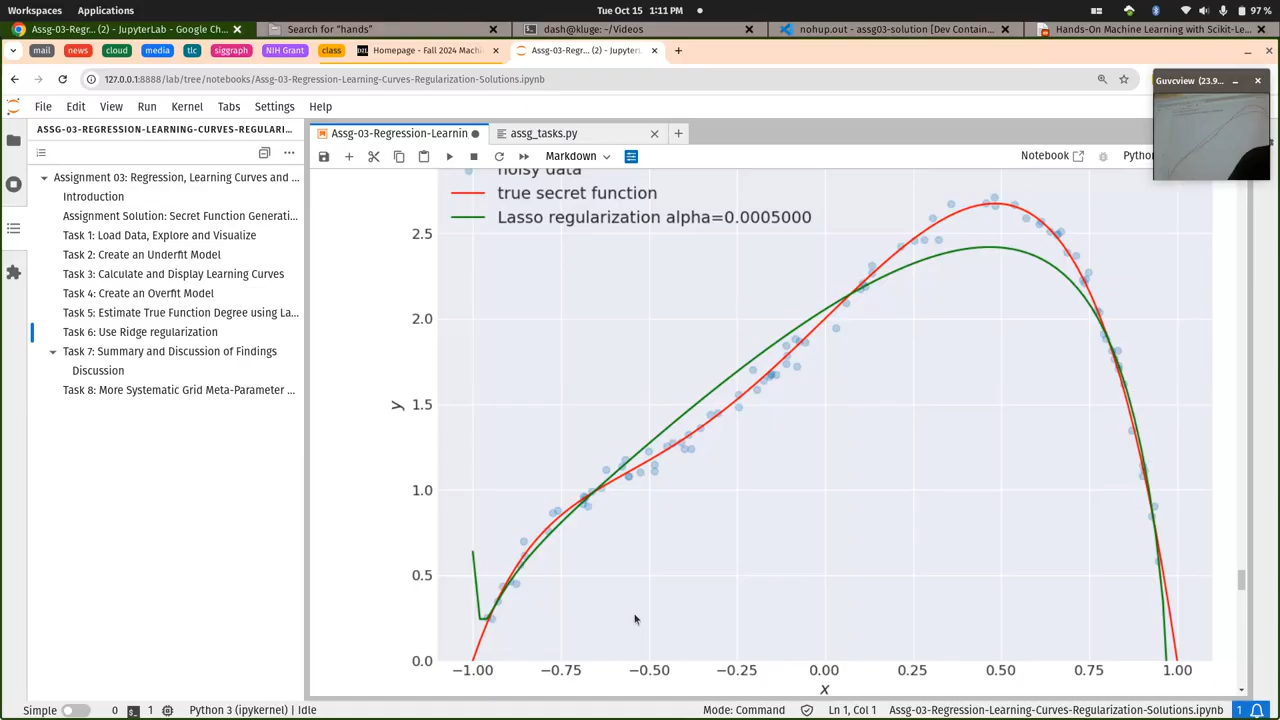 Workspaces Applications Tue Oct 15 1:11 PM 97 %
Assg-03-Regr... (2) - JupyterLab - Google Ch... Search for “hands” dash@kluge: ~/Videos nohup.out - assg03-solution [Dev Contain... Hands-On Machine Learning with Scikit-Le...
mail news cloud media tlc siggraph NIH Grant class Homepage - Fall 2024 Machi Assg-03-Regr... (2) - JupyterL
127.0.0.1:8888/lab/tree/notebooks/Assg-03-Regression-Learning-Curves-Regularization-Solutions.ipynb
Guvcview (23.9...
File Edit View Run Kernel Tabs Settings Help
ASSG-03-REGRESSION-LEARNING-CURVES-REGULARI...
Assg-03-Regression-Learnin assg_tasks.py
Markdown Notebook Python
Assignment 03: Regression, Learning Curves and ...
Introduction
Assignment Solution: Secret Function Generati...
Task 1: Load Data, Explore and Visualize
Task 2: Create an Underfit Model
Task 3: Calculate and Display Learning Curves
Task 4: Create an Overfit Model
Task 5: Estimate True Function Degree using La...
Task 6: Use Ridge regularization
Task 7: Summary and Discussion of Findings
Discussion
Task 8: More Systematic Grid Meta-Parameter ...
noisy data
true secret function
Lasso regularization alpha=0.0005000
2.5
2.0
1.5
1.0
0.5
0.0
y
−1.00 −0.75 −0.50 −0.25 0.00 0.25 0.50 0.75 1.00
x
Simple 0 1 Python 3 (ipykernel) | Idle Mode: Command Ln 1, Col 1 Assg-03-Regression-Learning-Curves-Regularization-Solutions.ipynb 1